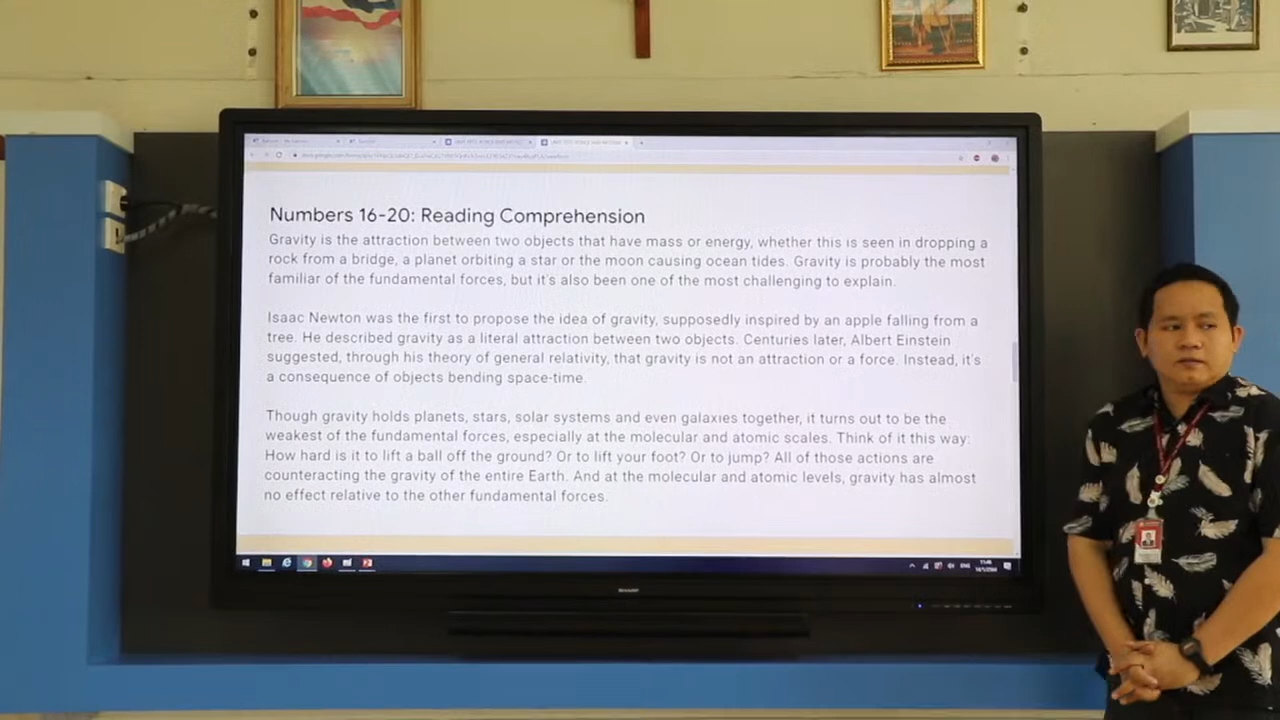 Numbers 16-20: Reading Comprehension
Gravity is the attraction between two objects that have mass or energy, whether this is seen in dropping a
rock from a bridge, a planet orbiting a star or the moon causing ocean tides. Gravity is probably the most
familiar of the fundamental forces, but it's also been one of the most challenging to explain.
Isaac Newton was the first to propose the idea of gravity, supposedly inspired by an apple falling from a
tree. He described gravity as a literal attraction between two objects. Centuries later, Albert Einstein
suggested, through his theory of general relativity, that gravity is not an attraction or a force. Instead, it's
a consequence of objects bending space-time.
Though gravity holds planets, stars, solar systems and even galaxies together, it turns out to be the
weakest of the fundamental forces, especially at the molecular and atomic scales. Think of it this way:
How hard is it to lift a ball off the ground? Or to lift your foot? Or to jump? All of those actions are
counteracting the gravity of the entire Earth. And at the molecular and atomic levels, gravity has almost
no effect relative to the other fundamental forces.
ENG
SHARP